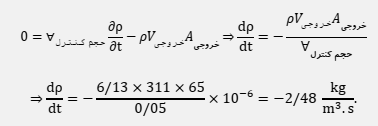 0 = ∀حجم کنترل ∂ρ/∂t − ρVخروجیAخروجی ⇒ dρ/dt = − ρVخروجیAخروجی / ∀حجم کنترل
⇒ dρ/dt = − 6/13 × 311 × 65 / 0/05 × 10⁻⁶ = −2/48 kg/m³.s.